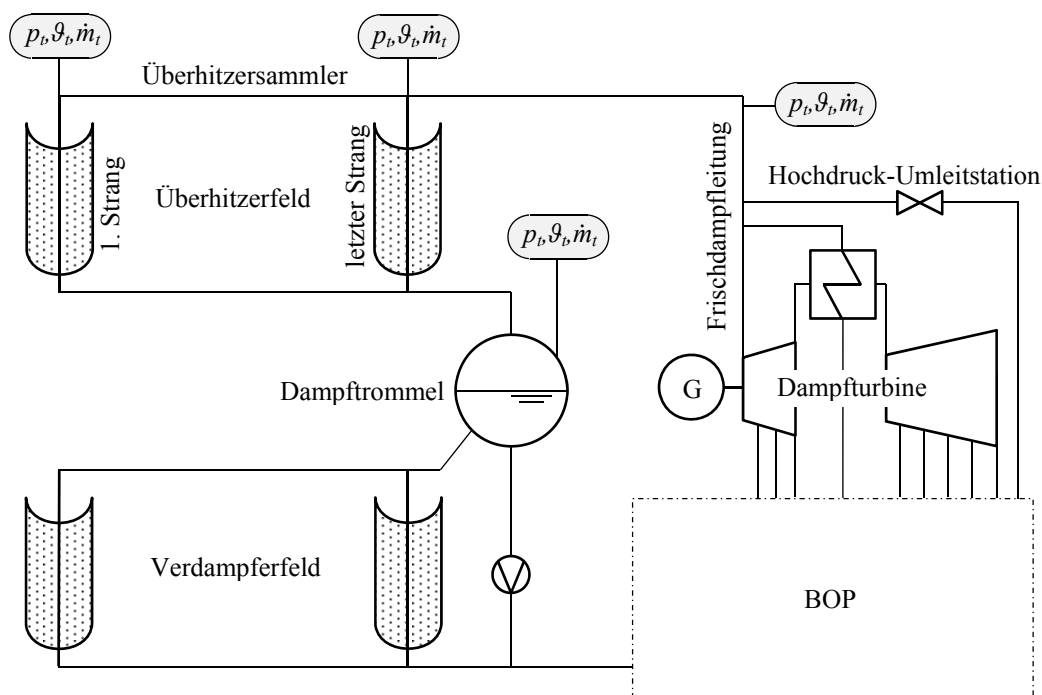 p_t,ϑ_t,ṁ_t
p_t,ϑ_t,ṁ_t
Überhitzersammler
p_t,ϑ_t,ṁ_t
1. Strang
Überhitzerfeld
letzter Strang
Frischdampfleitung
Hochdruck-Umleitstation
p_t,ϑ_t,ṁ_t
Dampftrommel
G
Dampfturbine
Verdampferfeld
BOP